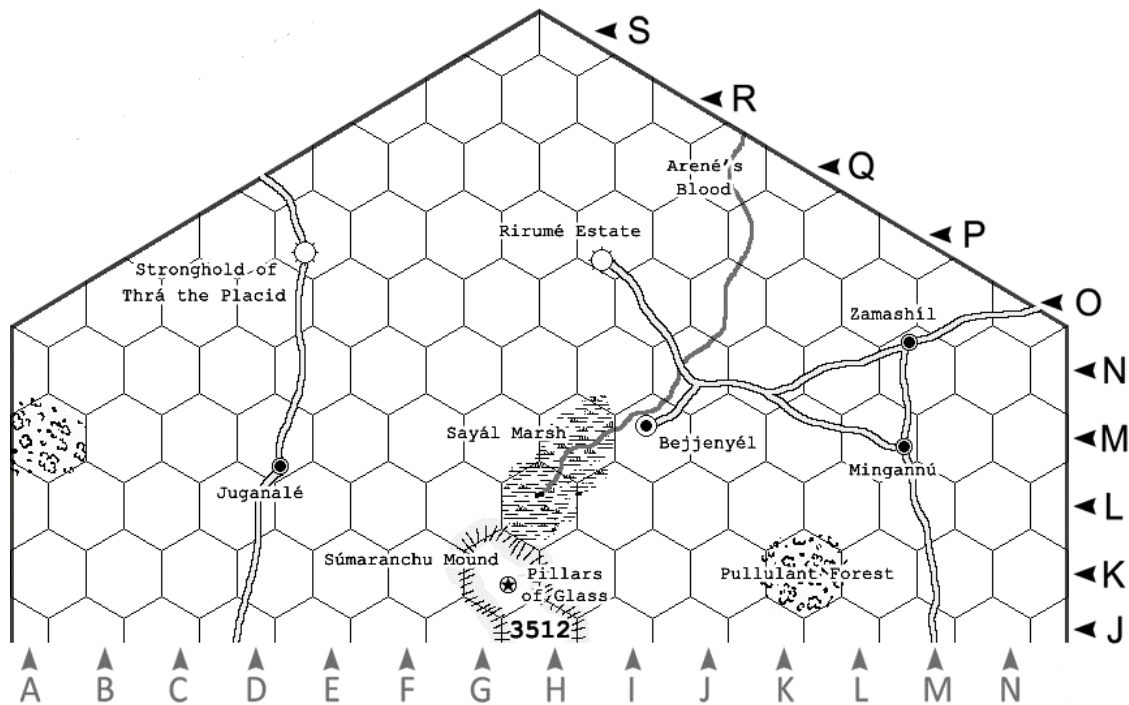 S
R
Arené's
Blood
Q
Rirumé Estate
P
Stronghold of
Thrá the Placid
O
Zamashíl
N
Sayál Marsh
Bejjenyél
M
Mingannú
Juganalé
L
Súmaranchu Mound
Pillars
of Glass
Pullulant Forest
K
3512
J
A B C D E F G H I J K L M N